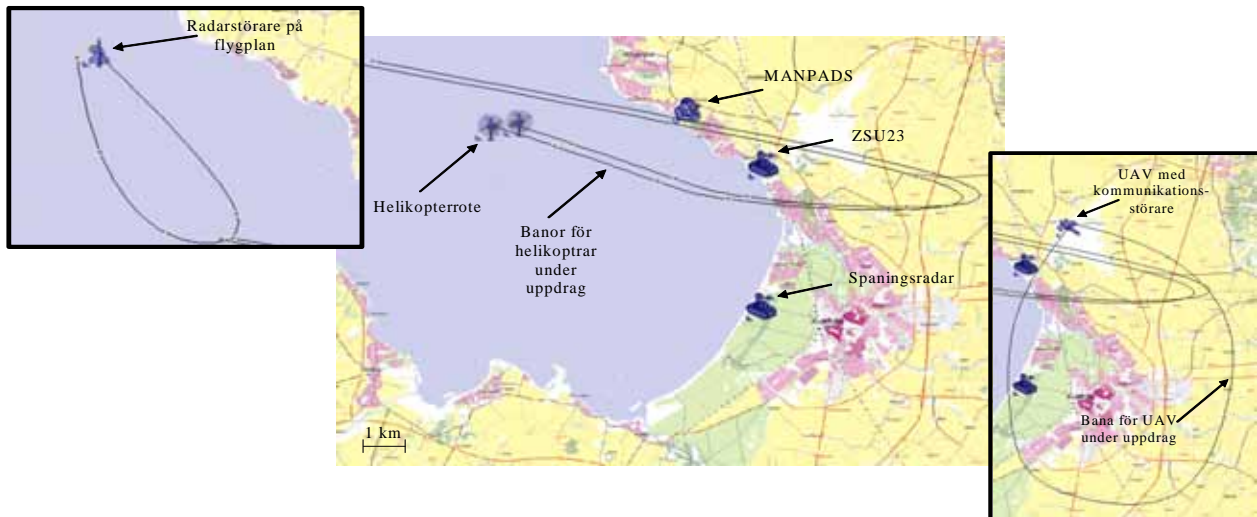 Radarstörare på
flygplan
MANPADS
ZSU23
Helikopterrote
Banor för
helikoptrar
under
uppdrag
Spaningsradar
1 km
UAV med
kommunikations-
störare
Bana för UAV
under uppdrag